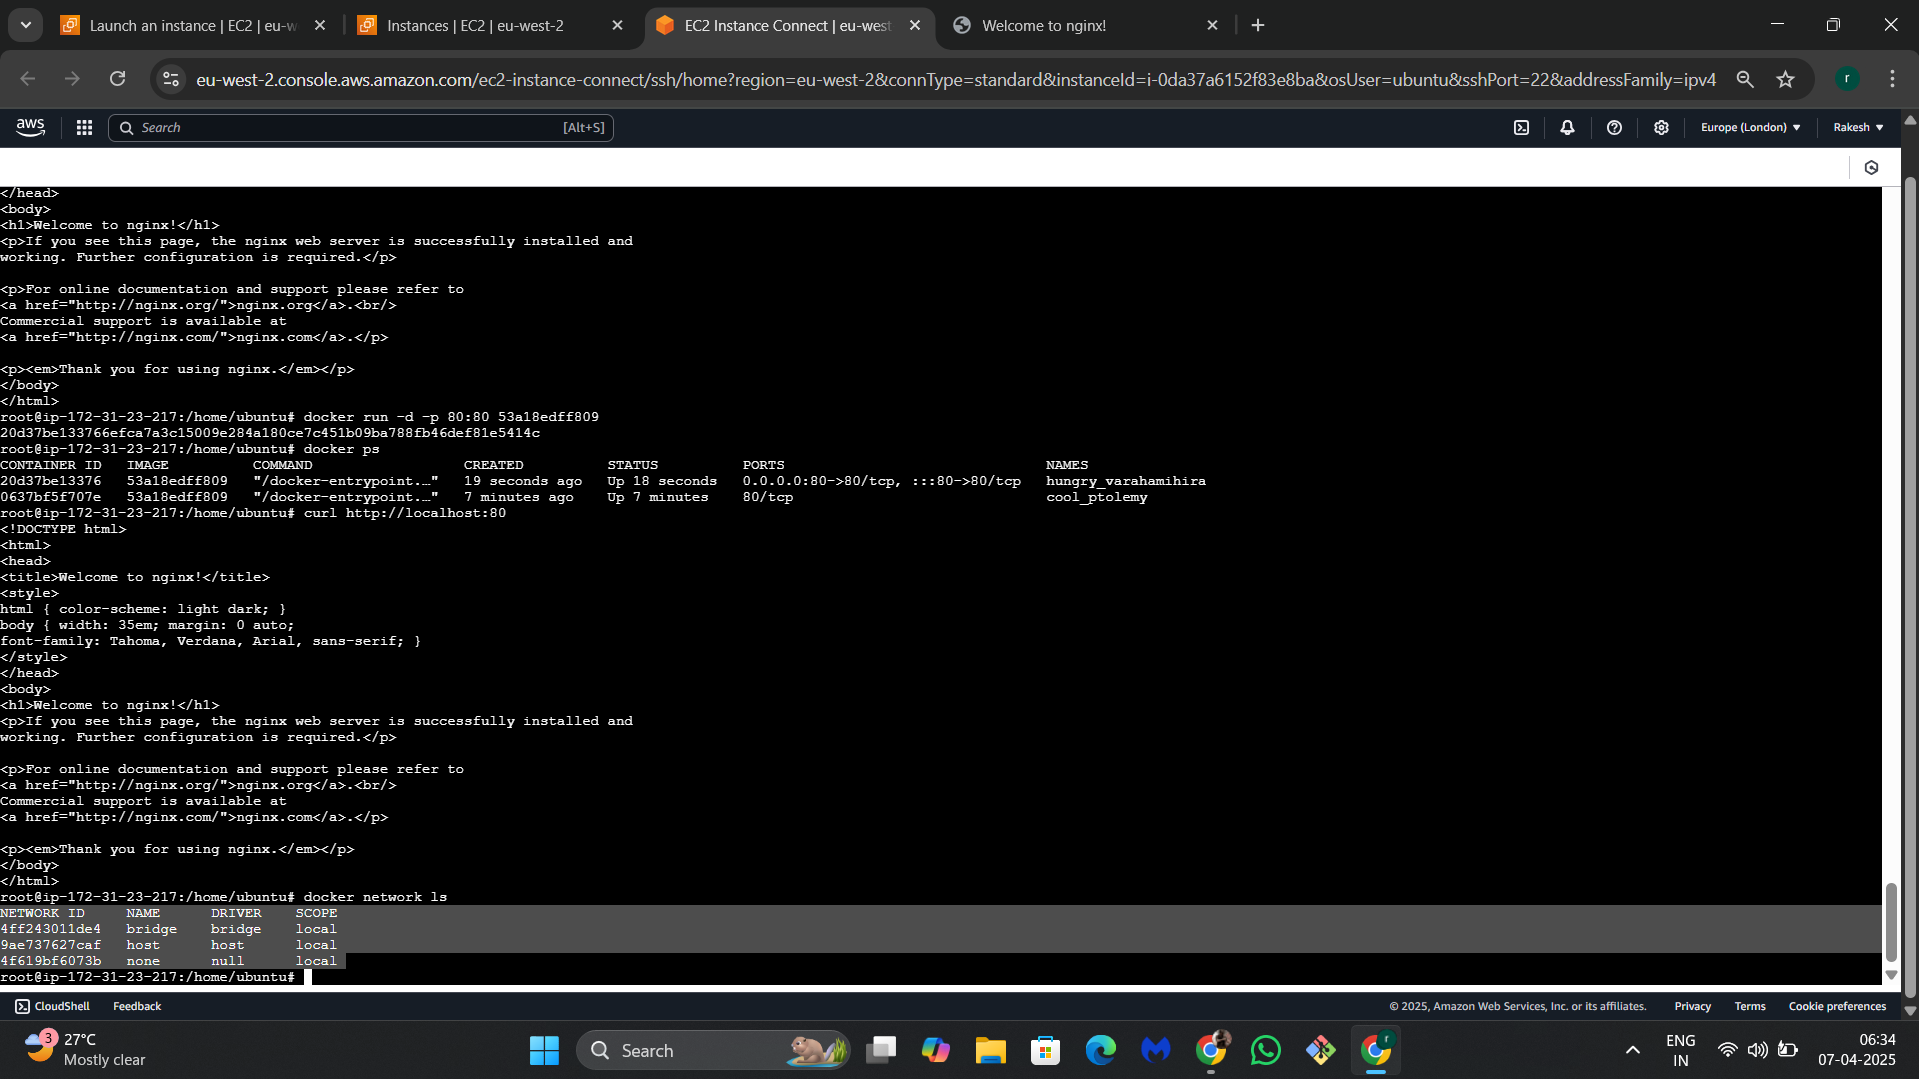 Launch an instance | EC2 | eu-w
Instances | EC2 | eu-west-2
EC2 Instance Connect | eu-west
Welcome to nginx!
eu-west-2.console.aws.amazon.com/ec2-instance-connect/ssh/home?region=eu-west-2&connType=standard&instanceId=i-0da37a6152f83e8ba&osUser=ubuntu&sshPort=22&addressFamily=ipv4
r
aws
Search
[Alt+S]
Europe (London)
Rakesh
</head>
<body>
<h1>Welcome to nginx!</h1>
<p>If you see this page, the nginx web server is successfully installed and
working. Further configuration is required.</p>
<p>For online documentation and support please refer to
<a href="http://nginx.org/">nginx.org</a>.<br/>
Commercial support is available at
<a href="http://nginx.com/">nginx.com</a>.</p>
<p><em>Thank you for using nginx.</em></p>
</body>
</html>
root@ip-172-31-23-217:/home/ubuntu# docker run -d -p 80:80 53a18edff809
20d37be133766efca7a3c15009e284a180ce7c451b09ba788fb46def81e5414c
root@ip-172-31-23-217:/home/ubuntu# docker ps
CONTAINER ID   IMAGE          COMMAND                  CREATED          STATUS          PORTS                               NAMES
20d37be13376   53a18edff809   "/docker-entrypoint.…"   19 seconds ago   Up 18 seconds   0.0.0.0:80->80/tcp, :::80->80/tcp   hungry_varahamihira
0637bf5f707e   53a18edff809   "/docker-entrypoint.…"   7 minutes ago    Up 7 minutes    80/tcp                              cool_ptolemy
root@ip-172-31-23-217:/home/ubuntu# curl http://localhost:80
<!DOCTYPE html>
<html>
<head>
<title>Welcome to nginx!</title>
<style>
html { color-scheme: light dark; }
body { width: 35em; margin: 0 auto;
font-family: Tahoma, Verdana, Arial, sans-serif; }
</style>
</head>
<body>
<h1>Welcome to nginx!</h1>
<p>If you see this page, the nginx web server is successfully installed and
working. Further configuration is required.</p>
<p>For online documentation and support please refer to
<a href="http://nginx.org/">nginx.org</a>.<br/>
Commercial support is available at
<a href="http://nginx.com/">nginx.com</a>.</p>
<p><em>Thank you for using nginx.</em></p>
</body>
</html>
root@ip-172-31-23-217:/home/ubuntu# docker network ls
NETWORK ID     NAME      DRIVER    SCOPE
4ff243011de4   bridge    bridge    local
9ae737627caf   host      host      local
4f619bf6073b   none      null      local
root@ip-172-31-23-217:/home/ubuntu#
CloudShell
Feedback
© 2025, Amazon Web Services, Inc. or its affiliates.
Privacy
Terms
Cookie preferences
3
27°C
Mostly clear
Search
r
ENG
IN
06:34
07-04-2025